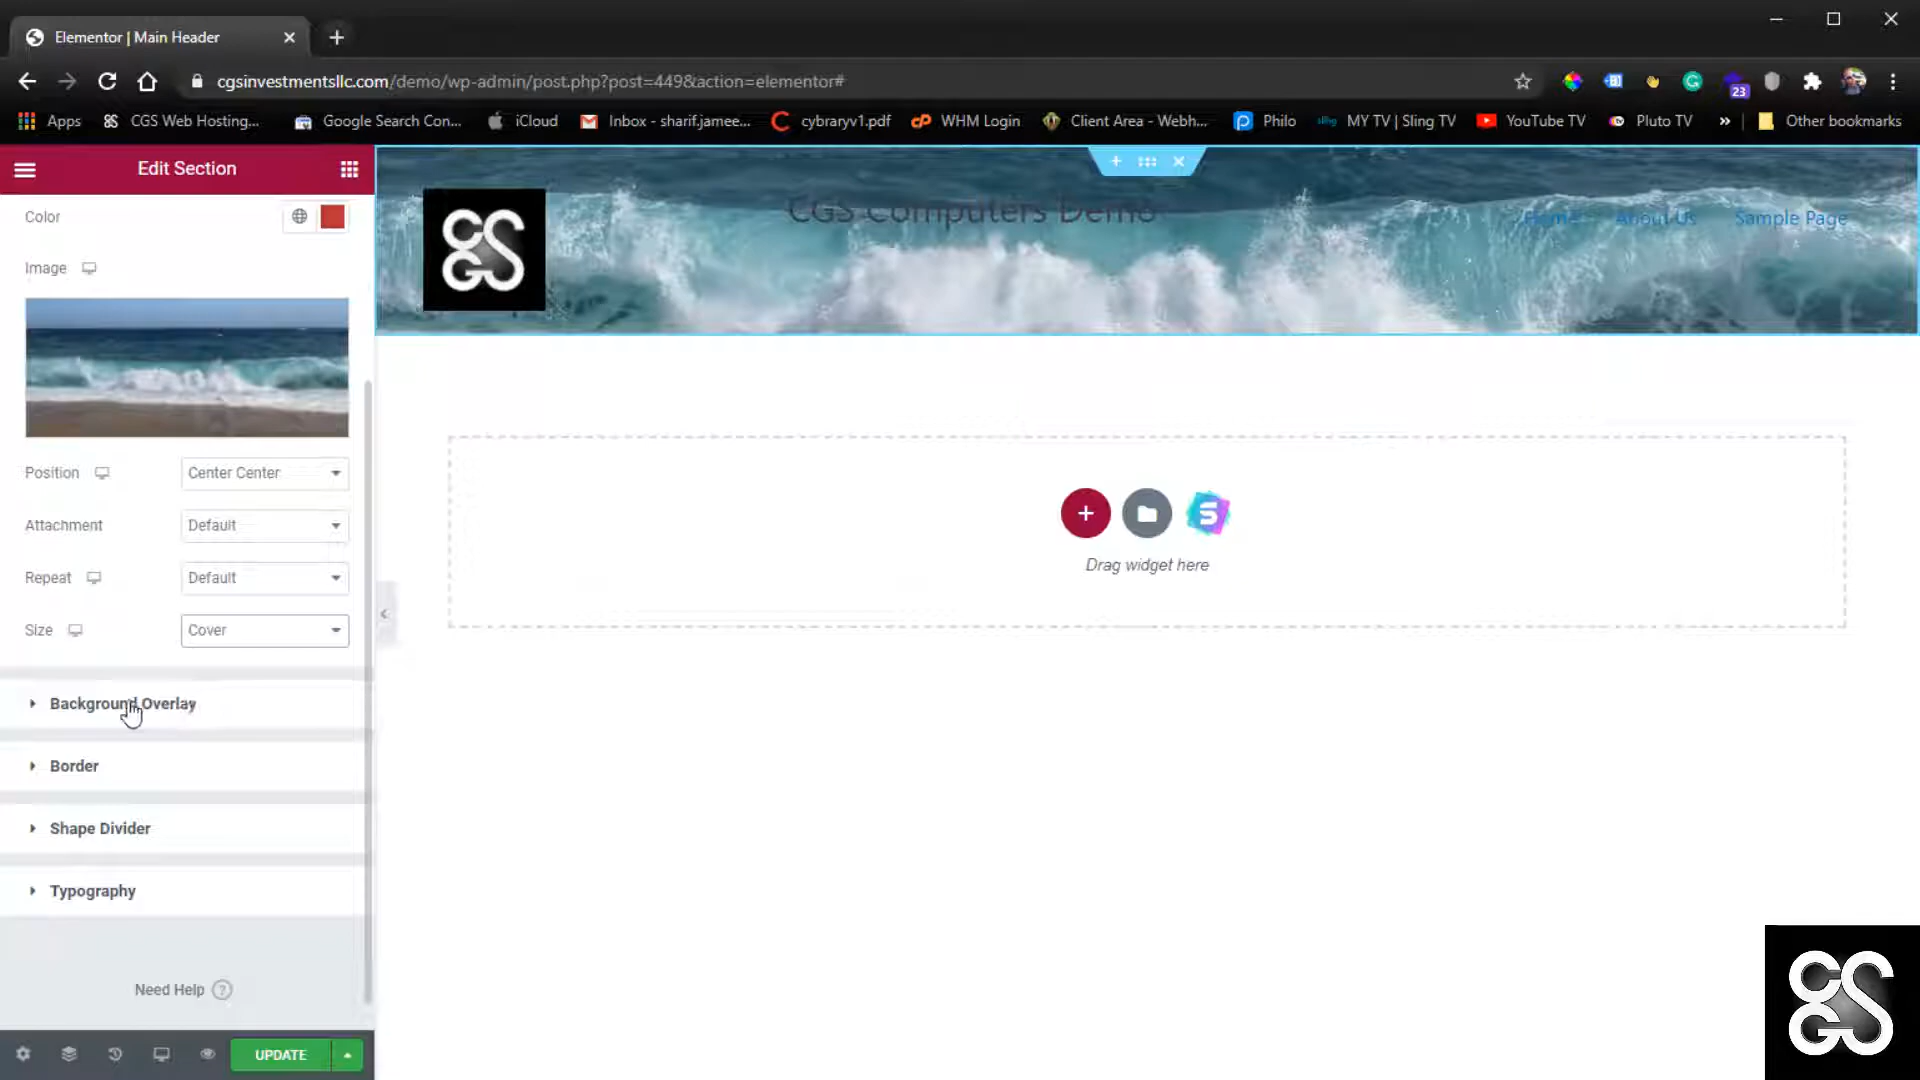 Elementor | Main Header
cgsinvestmentsllc.com/demo/wp-admin/post.php?post=449&action=elementor#
23
Apps CGS Web Hosting... Google Search Con... iCloud Inbox - sharif.jamee... cybraryv1.pdf WHM Login Client Area - Webh... Philo MY TV | Sling TV YouTube TV Pluto TV » Other bookmarks
Edit Section
Color
Image
Position Center Center
Attachment Default
Repeat Default
Size Cover
Background Overlay
Border
Shape Divider
Typography
Need Help ?
UPDATE
CGS
CGS Computers Demo
Home About Us Sample Page
Drag widget here
CGS